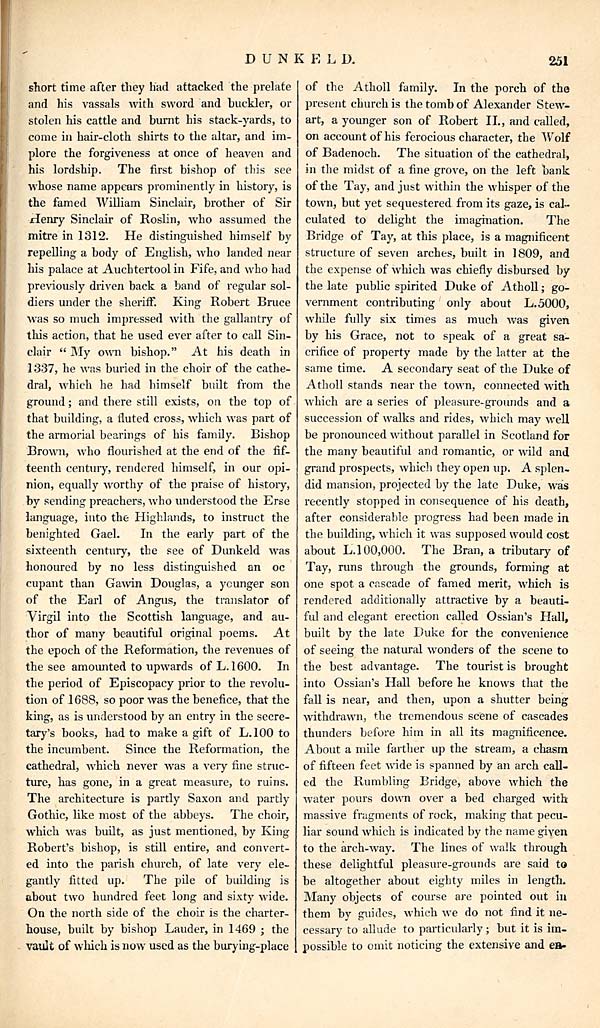 DUNKELD.
251
short time after they had attacked the prelate
and his vassals with sword and buckler, or
stolen his cattle and burnt his stack-yards, to
come in hair-cloth shirts to the altar, and im-
plore the forgiveness at once of heaven and
his lordship. The first bishop of this see
whose name appears prominently in history, is
the famed William Sinclair, brother of Sir
Henry Sinclair of Roslin, who assumed the
mitre in 1312. He distinguished himself by
repelling a body of English, who landed near
his palace at Auchtertool in Fife, and who had
previously driven back a band of regular sol-
diers under the sheriff. King Robert Bruce
was so much impressed with the gallantry of
this action, that he used ever after to call Sin-
clair “ My own bishop.” At his death in
1337, he was buried in the choir of the cathe-
dral, which he had himself built from the
ground; and there still exists, on the top of
that building, a fluted cross, which was part of
the armorial bearings of his family. Bishop
Brown, who flourished at the end of the fif-
teenth century, rendered himself, in our opi-
nion, equally worthy of the praise of history,
by sending preachers, who understood the Erse
language, into the Highlands, to instruct the
benighted Gael. In the early part of the
sixteenth century, the see of Dunkeld was
honoured by no less distinguished an oc
cupant than Gawin Douglas, a younger son
of the Earl of Angus, the translator of
Virgil into the Scottish language, and au-
thor of many beautiful original poems. At
the epoch of the Reformation, the revenues of
the see amounted to upwards of L.1600. In
the period of Episcopacy prior to the revolu-
tion of 1688, so poor was the benefice, that the
king, as is understood by an entry in the secre-
tary's books, had to make a gift of L.100 to
the incumbent. Since the Reformation, the
cathedral, which never was a very fine struc-
ture, has gone, in a great measure, to ruins.
The architecture is partly Saxon and partly
Gothic, like most of the abbeys. The choir,
which was built, as just mentioned, by King
Robert's bishop, is still entire, and convert-
ed into the parish church, of late very ele-
gantly fitted up. The pile of building is
about two hundred feet long and sixty wide.
On the north side of the choir is the charter-
house, built by bishop Lauder, in 1469 ; the
vault of which is now used as the burying-place
of the Atholl family. In the porch of the
present church is the tomb of Alexander Stew-
art, a younger son of Robert II., and called,
on account of his ferocious character, the Wolf
of Badenoch. The situation of the cathedral,
in the midst of a fine grove, on the left bank
of the Tay, and just within the whisper of the
town, but yet sequestered from its gaze, is cal-
culated to delight the imagination. The
Bridge of Tay, at this place, is a magnificent
structure of seven arches, built in 1809, and
the expense of which was chiefly disbursed by
the late public spirited Duke of Atholl; go-
vernment contributing only about L.5000,
while fully six times as much was given
by his Grace, not to speak of a great sa-
crifice of property made by the latter at the
same time. A secondary seat of the Duke of
Atholl stands near the town, connected with
which are a series of pleasure-grounds and a
succession of walks and rides, which may well
be pronounced without parallel in Scotland for
the many beautiful and romantic, or wild and
grand prospects, which they open up. A splen-
did mansion, projected by the late Duke, was
recently stopped in consequence of his death,
after considerable progress had been made in
the building, which it was supposed would cost
about L.100,000. The Bran, a tributary of
Tay, runs through the grounds, forming at
one spot a cascade of famed merit, which is
rendered additionally attractive by a beauti-
ful and elegant erection called Ossian's Hall,
built by the late Duke for the convenience
of seeing the natural wonders of the scene to
the best advantage. The tourist is brought
into Ossian's Hall before he knows that the
fall is near, and then, upon a shutter being
withdrawn, the tremendous scene of cascades
thunders before him in all its magnificence.
About a mile farther up the stream, a chasm
of fifteen feet wide is spanned by an arch call-
ed the Rumbling Bridge, above which the
water pours down over a bed charged with
massive fragments of rock, making that pecu-
liar sound which is indicated by the name given
to the arch-way. The lines of walk through
these delightful pleasure-grounds are said to
be altogether about eighty miles in length.
Many objects of course are pointed out in
them by guides, which we do not find it ne-
cessary to allude to particularly; but it is im-
possible to omit noticing the extensive and en-